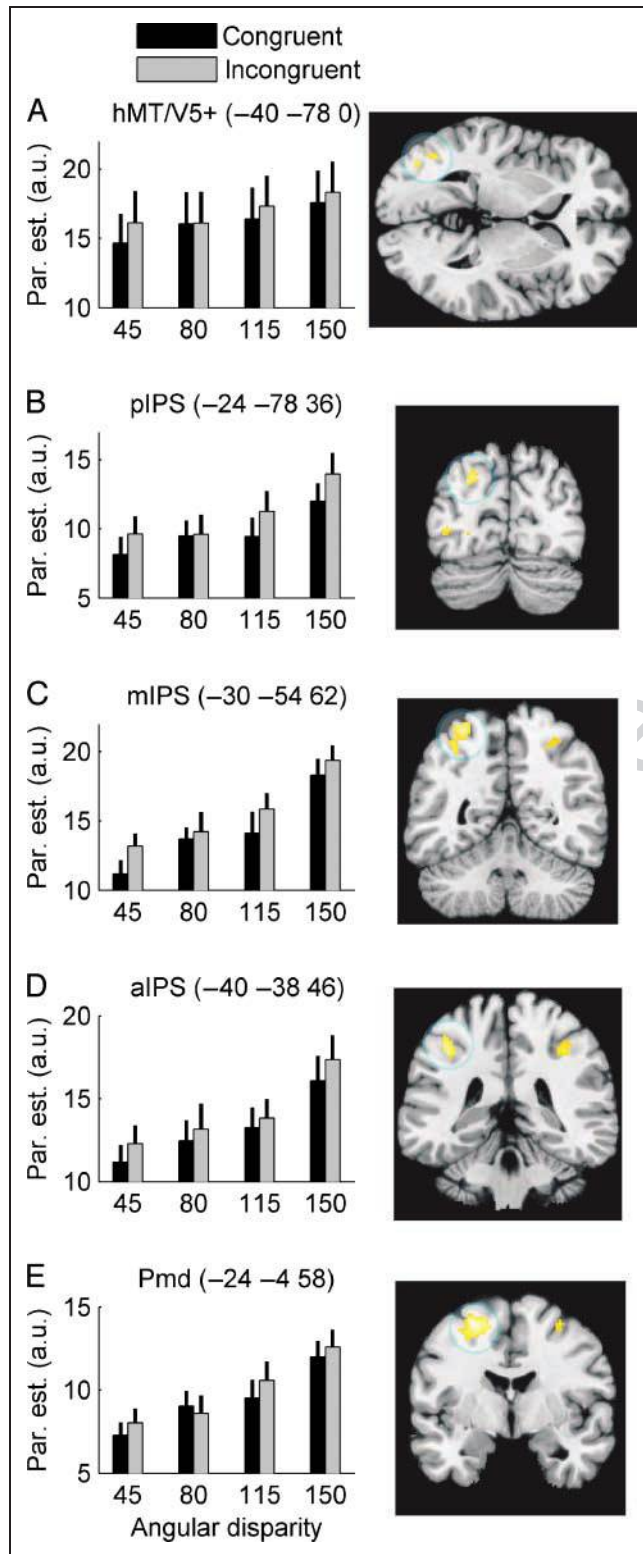 Congruent
Incongruent
A hMT/V5+ (−40 −78 0)
Par. est. (a.u.)
20
15
10
45 80 115 150
B pIPS (−24 −78 36)
Par. est. (a.u.)
15
10
5
45 80 115 150
C mIPS (−30 −54 62)
Par. est. (a.u.)
20
15
10
45 80 115 150
D aIPS (−40 −38 46)
Par. est. (a.u.)
20
15
10
45 80 115 150
E Pmd (−24 −4 58)
Par. est. (a.u.)
15
10
5
45 80 115 150
Angular disparity